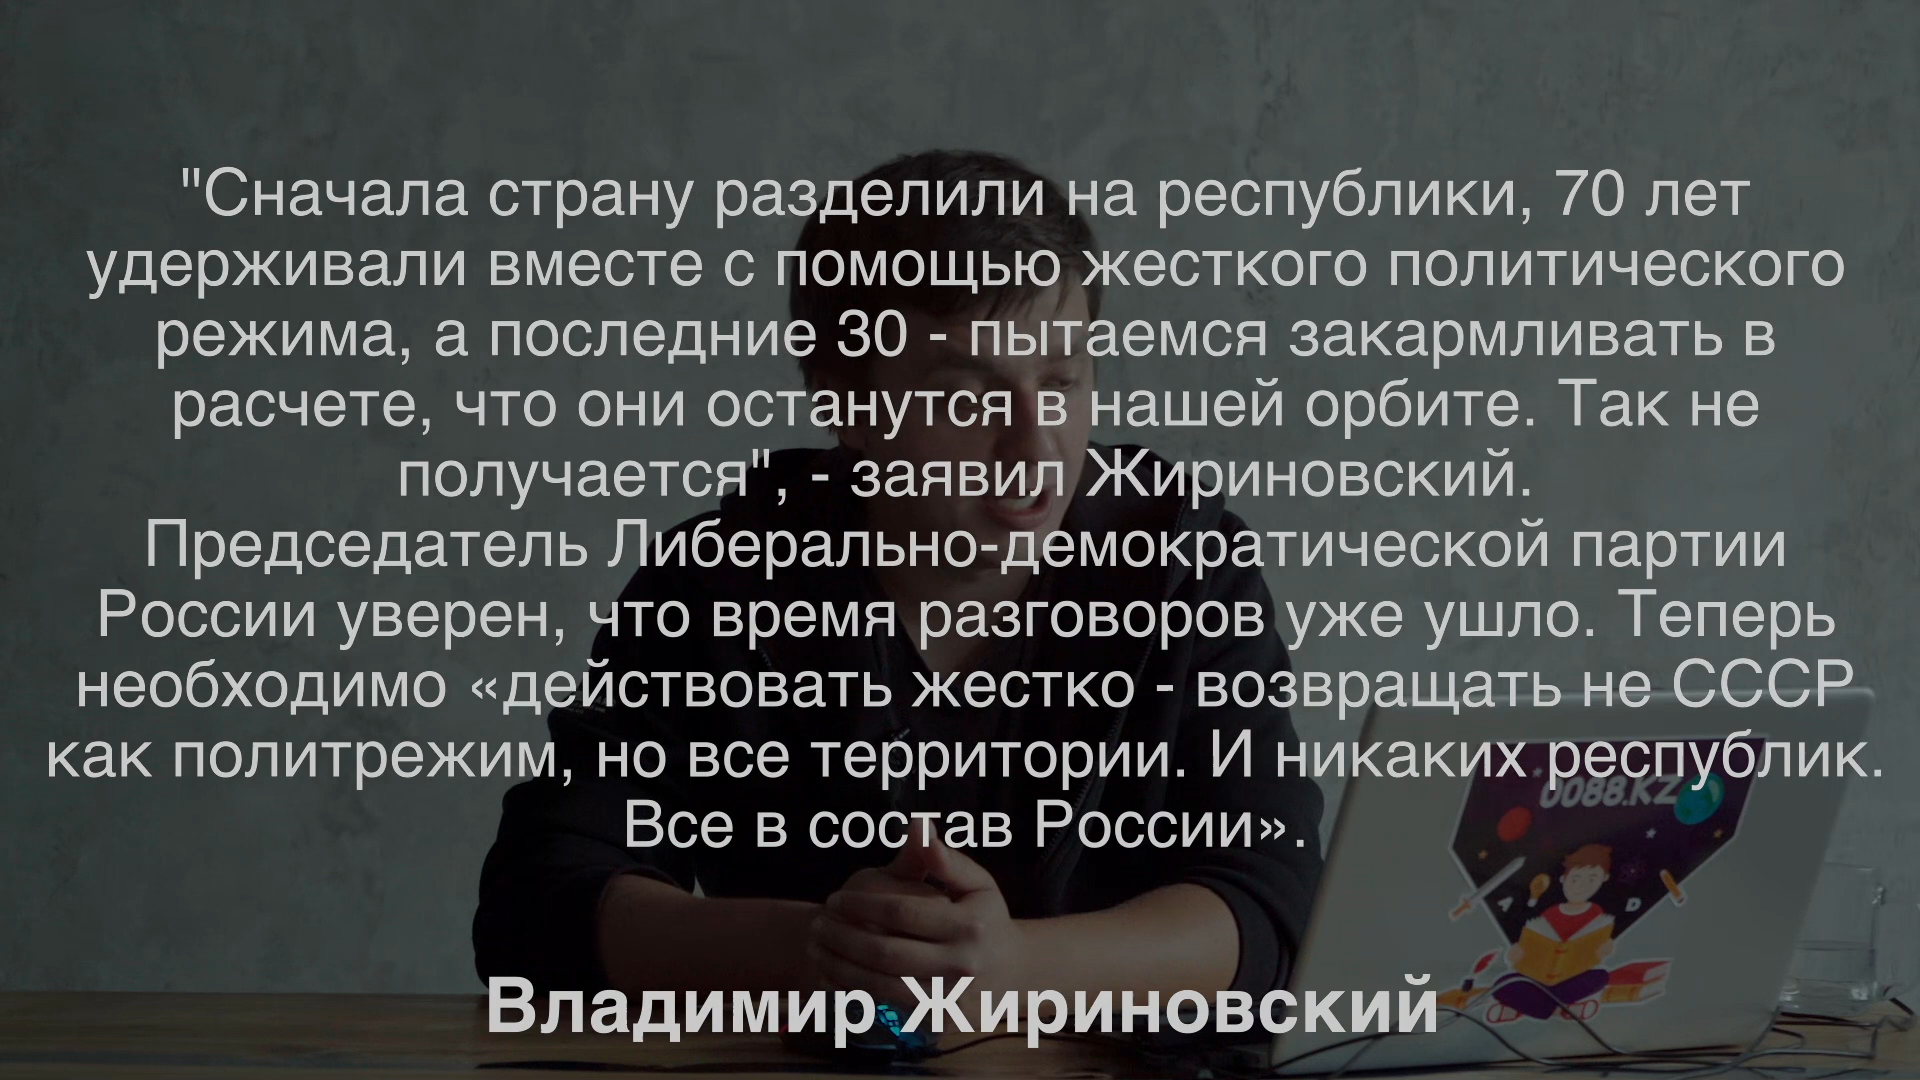 "Сначала страну разделили на республики, 70 лет
удерживали вместе с помощью жесткого политического
режима, а последние 30 - пытаемся закармливать в
расчете, что они останутся в нашей орбите. Так не
получается", - заявил Жириновский.
Председатель Либерально-демократической партии
России уверен, что время разговоров уже ушло. Теперь
необходимо «действовать жестко - возвращать не СССР
как политрежим, но все территории. И никаких республик.
Все в состав России».
0088.KZ
A D
Владимир Жириновский